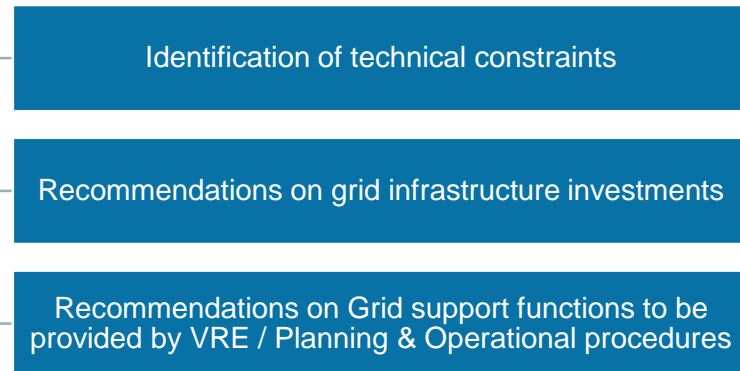 Identification of technical constraints
Recommendations on grid infrastructure investments
Recommendations on Grid support functions to be
provided by VRE / Planning & Operational procedures